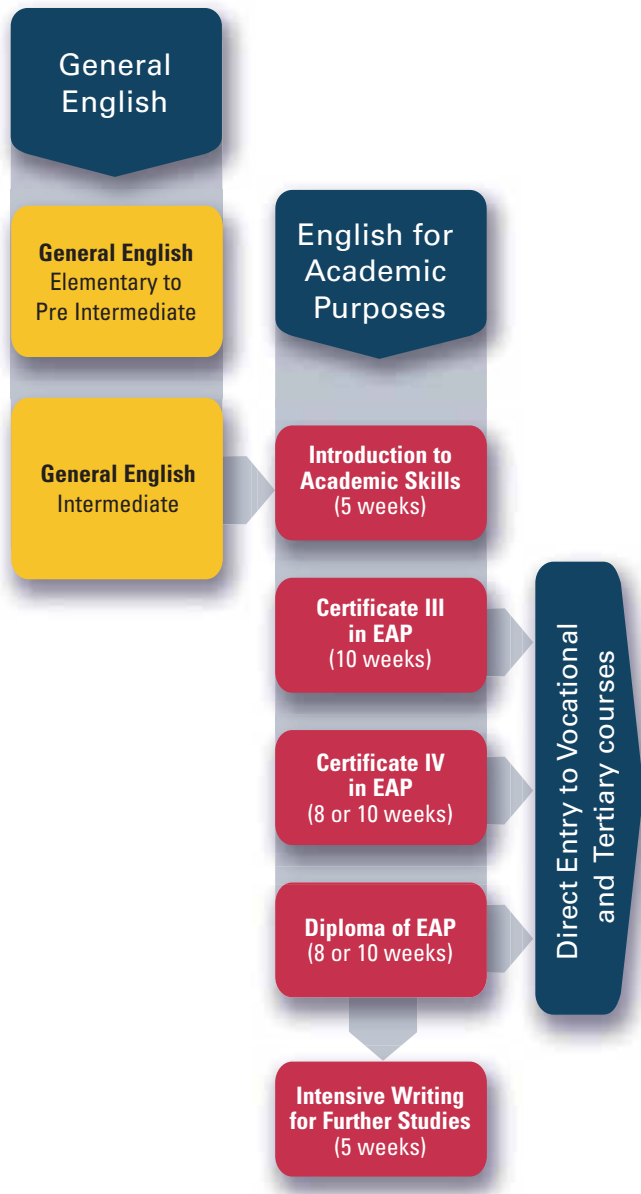 General
English
General English
Elementary to
Pre Intermediate
General English
Intermediate
English for
Academic
Purposes
Introduction to
Academic Skills
(5 weeks)
Certificate III
in EAP
(10 weeks)
Certificate IV
in EAP
(8 or 10 weeks)
Diploma of EAP
(8 or 10 weeks)
Intensive Writing
for Further Studies
(5 weeks)
Direct Entry to Vocational
and Tertiary courses